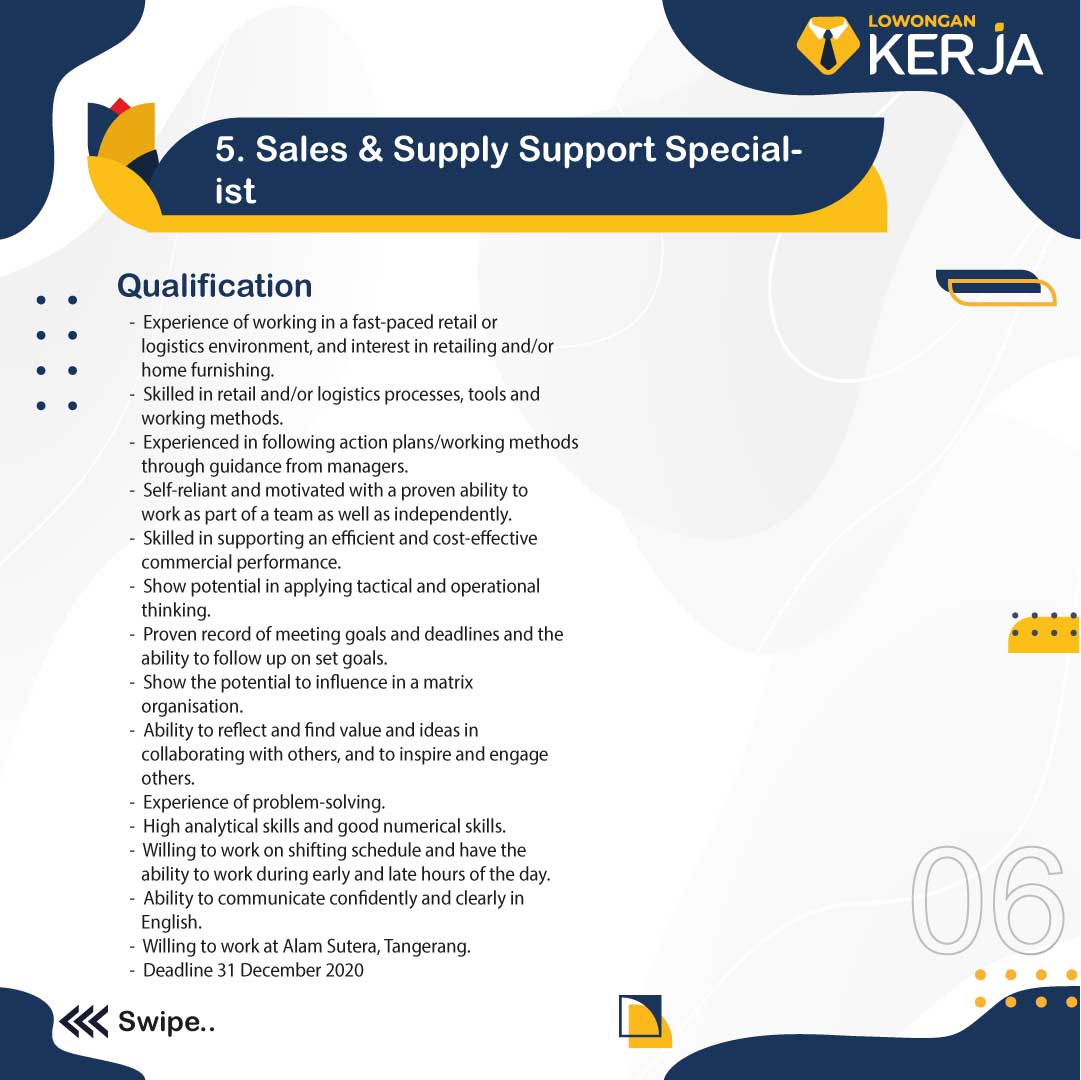 LOWONGAN
KERJA
5. Sales & Supply Support Special-
ist
Qualification
- Experience of working in a fast-paced retail or
logistics environment, and interest in retailing and/or
home furnishing.
- Skilled in retail and/or logistics processes, tools and
working methods.
- Experienced in following action plans/working methods
through guidance from managers.
- Self-reliant and motivated with a proven ability to
work as part of a team as well as independently.
- Skilled in supporting an efficient and cost-effective
commercial performance.
- Show potential in applying tactical and operational
thinking.
- Proven record of meeting goals and deadlines and the
ability to follow up on set goals.
- Show the potential to influence in a matrix
organisation.
- Ability to reflect and find value and ideas in
collaborating with others, and to inspire and engage
others.
- Experience of problem-solving.
- High analytical skills and good numerical skills.
- Willing to work on shifting schedule and have the
ability to work during early and late hours of the day.
- Ability to communicate confidently and clearly in
English.
- Willing to work at Alam Sutera, Tangerang.
- Deadline 31 December 2020
06
Swipe..